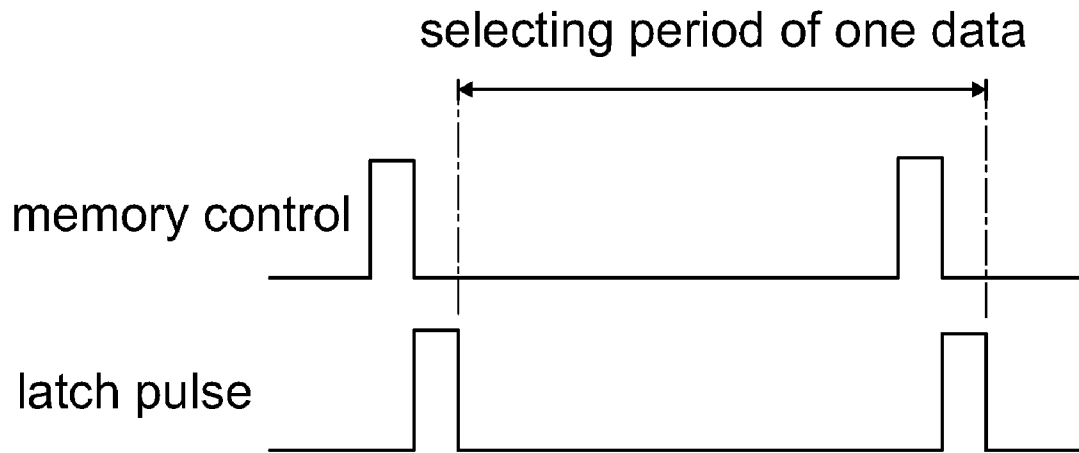 selecting period of one data
memory control
latch pulse